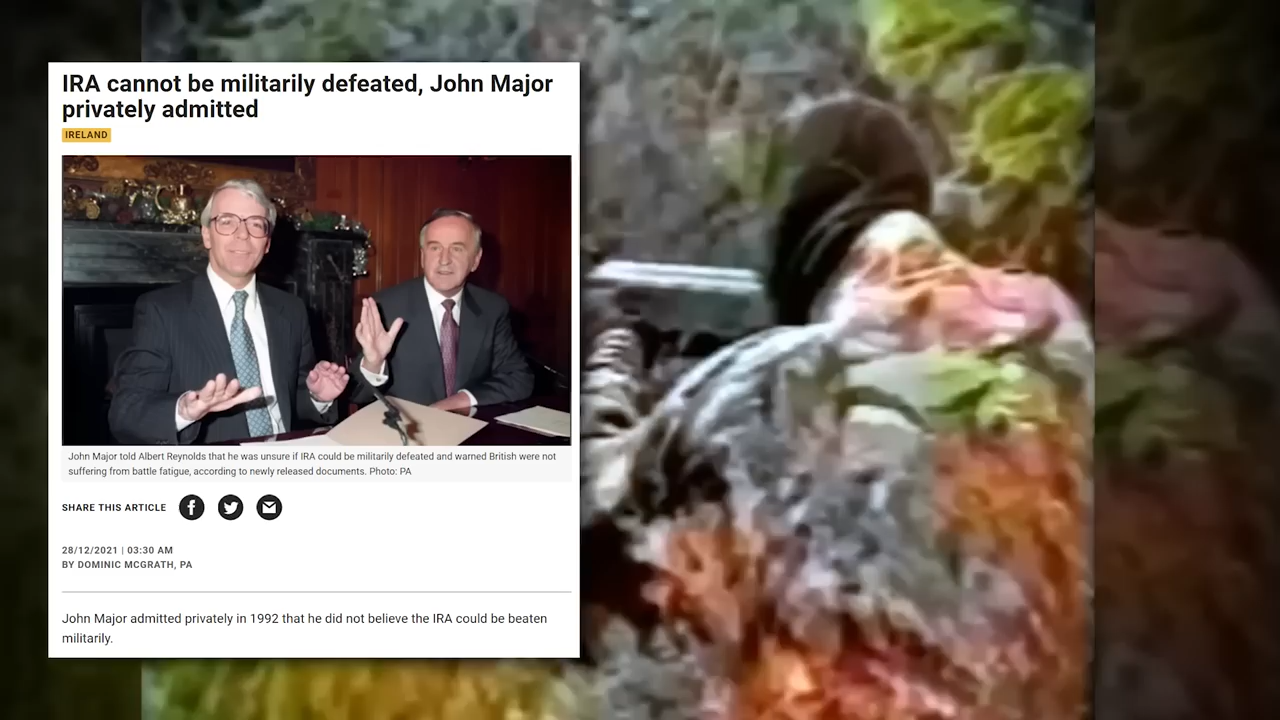 IRA cannot be militarily defeated, John Major
privately admitted
IRELAND
John Major told Albert Reynolds that he was unsure if IRA could be militarily defeated and warned British were not
suffering from battle fatigue, according to newly released documents. Photo: PA
SHARE THIS ARTICLE
28/12/2021 | 03:30 AM
BY DOMINIC MCGRATH, PA
John Major admitted privately in 1992 that he did not believe the IRA could be beaten
militarily.